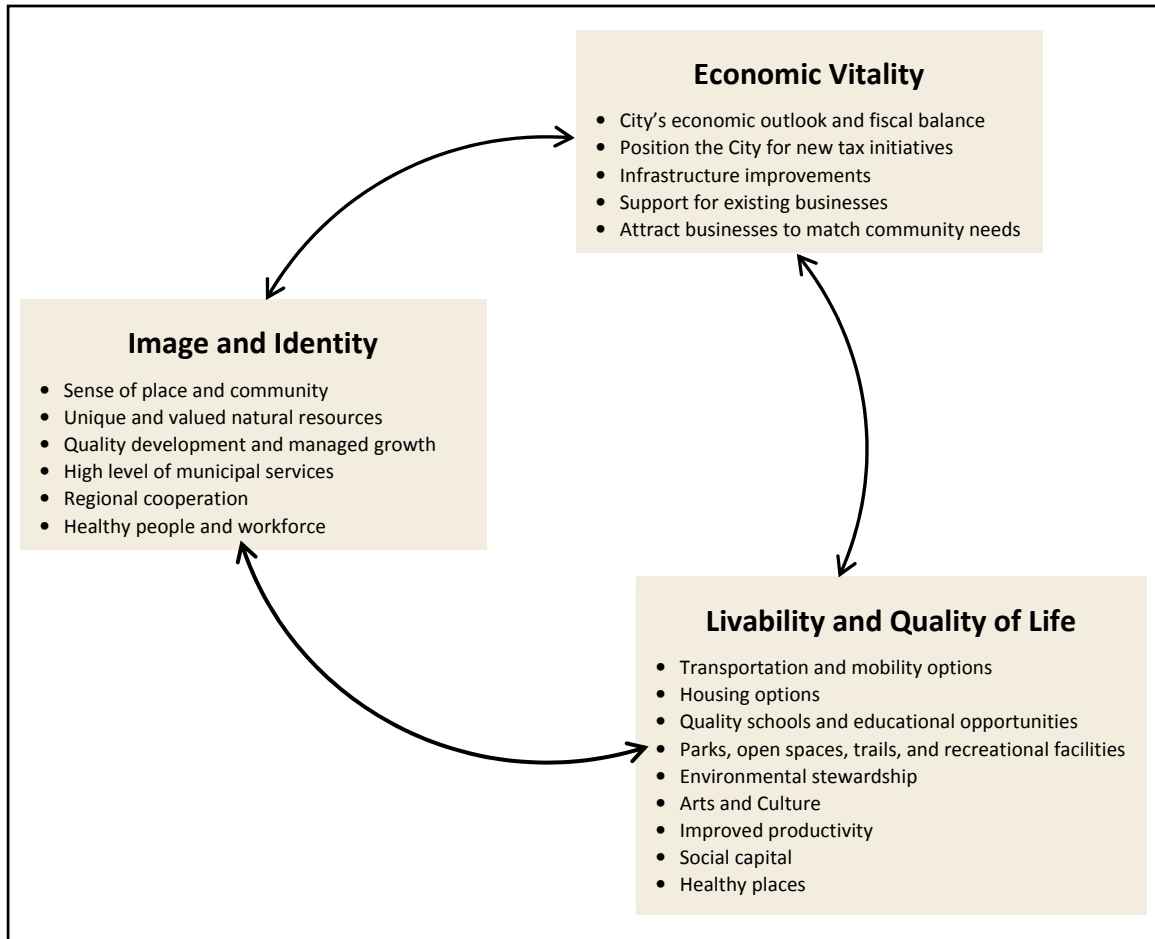 Economic Vitality
• City’s economic outlook and fiscal balance
• Position the City for new tax initiatives
• Infrastructure improvements
• Support for existing businesses
• Attract businesses to match community needs
Image and Identity
• Sense of place and community
• Unique and valued natural resources
• Quality development and managed growth
• High level of municipal services
• Regional cooperation
• Healthy people and workforce
Livability and Quality of Life
• Transportation and mobility options
• Housing options
• Quality schools and educational opportunities
• Parks, open spaces, trails, and recreational facilities
• Environmental stewardship
• Arts and Culture
• Improved productivity
• Social capital
• Healthy places